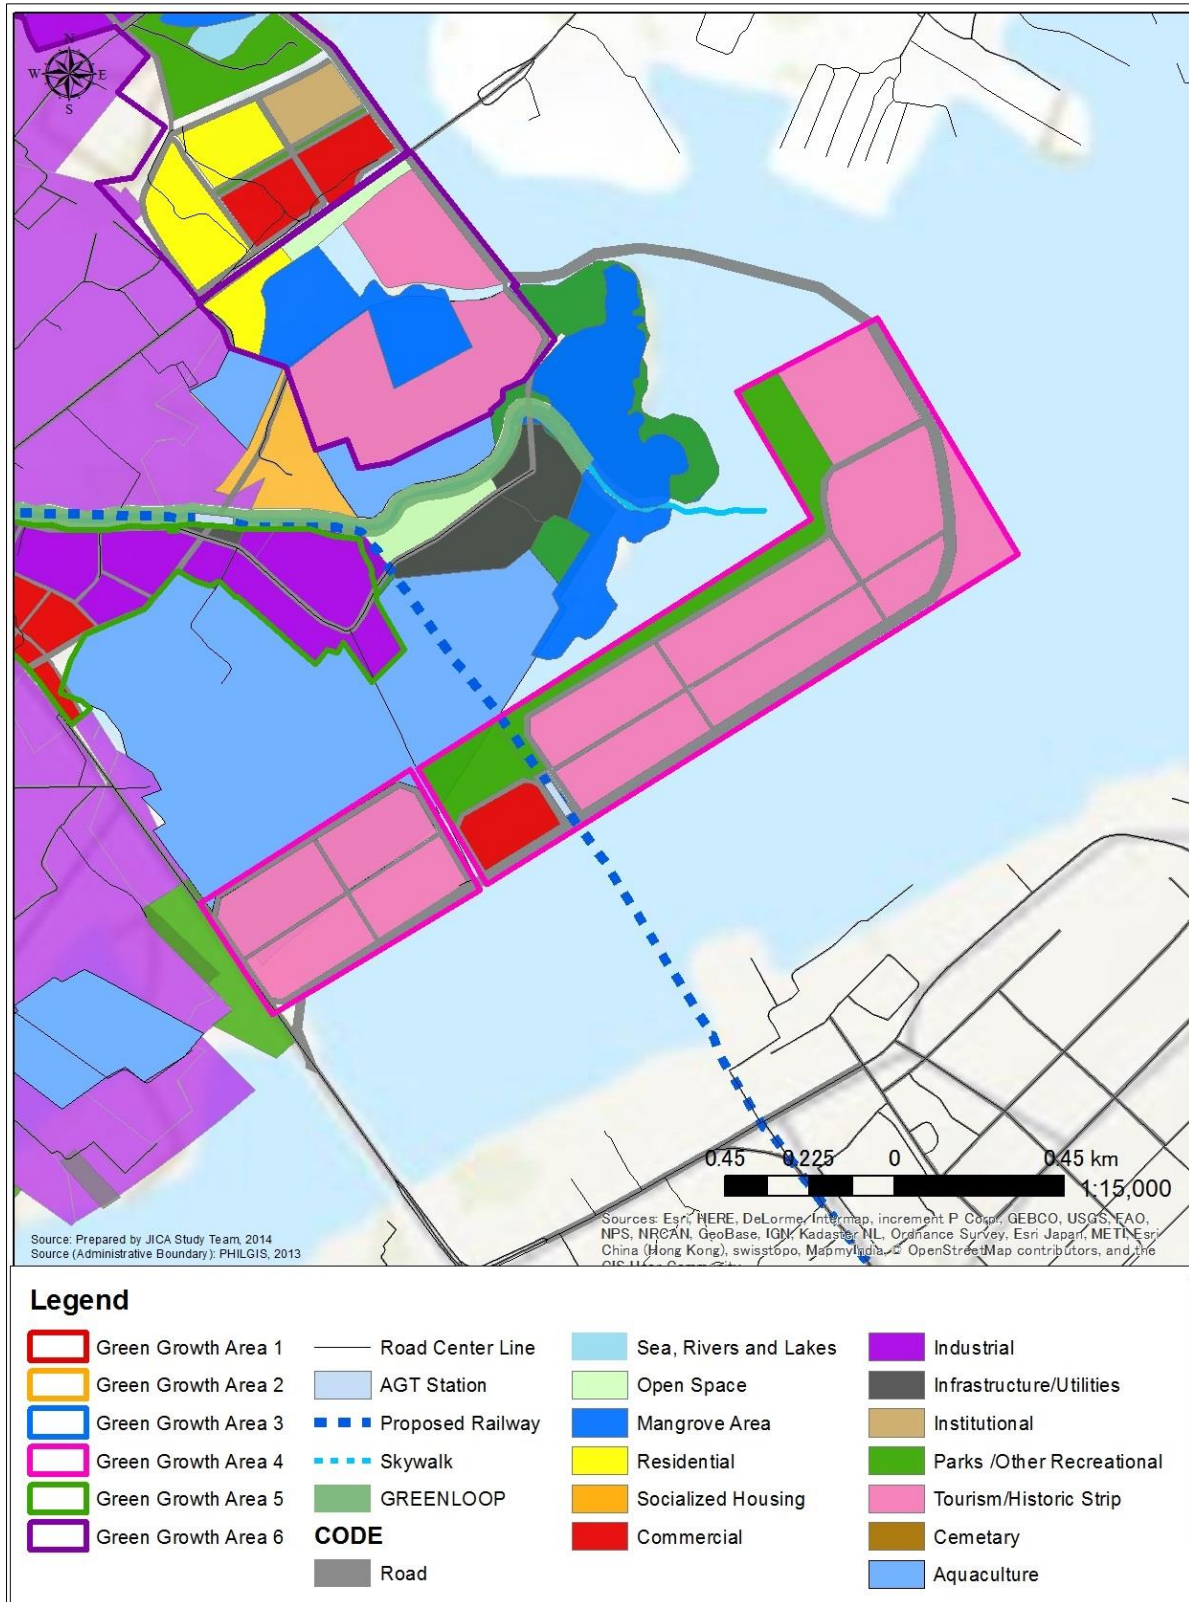 N
W E
S
0.45 0.225 0 0.45 km
1:15,000
Source: Prepared by JICA Study Team, 2014
Source (Administrative Boundary): PHILGIS, 2013
Sources: Esri, HERE, DeLorme, Intermap, increment P Corp., GEBCO, USGS, FAO,
NPS, NRCAN, GeoBase, IGN, Kadaster NL, Ordnance Survey, Esri Japan, METI, Esri
China (Hong Kong), swisstopo, MapmyIndia, © OpenStreetMap contributors, and the
GIS User Community
Legend
Green Growth Area 1
Green Growth Area 2
Green Growth Area 3
Green Growth Area 4
Green Growth Area 5
Green Growth Area 6
Road Center Line
AGT Station
Proposed Railway
Skywalk
GREENLOOP
CODE
Road
Sea, Rivers and Lakes
Open Space
Mangrove Area
Residential
Socialized Housing
Commercial
Industrial
Infrastructure/Utilities
Institutional
Parks /Other Recreational
Tourism/Historic Strip
Cemetary
Aquaculture